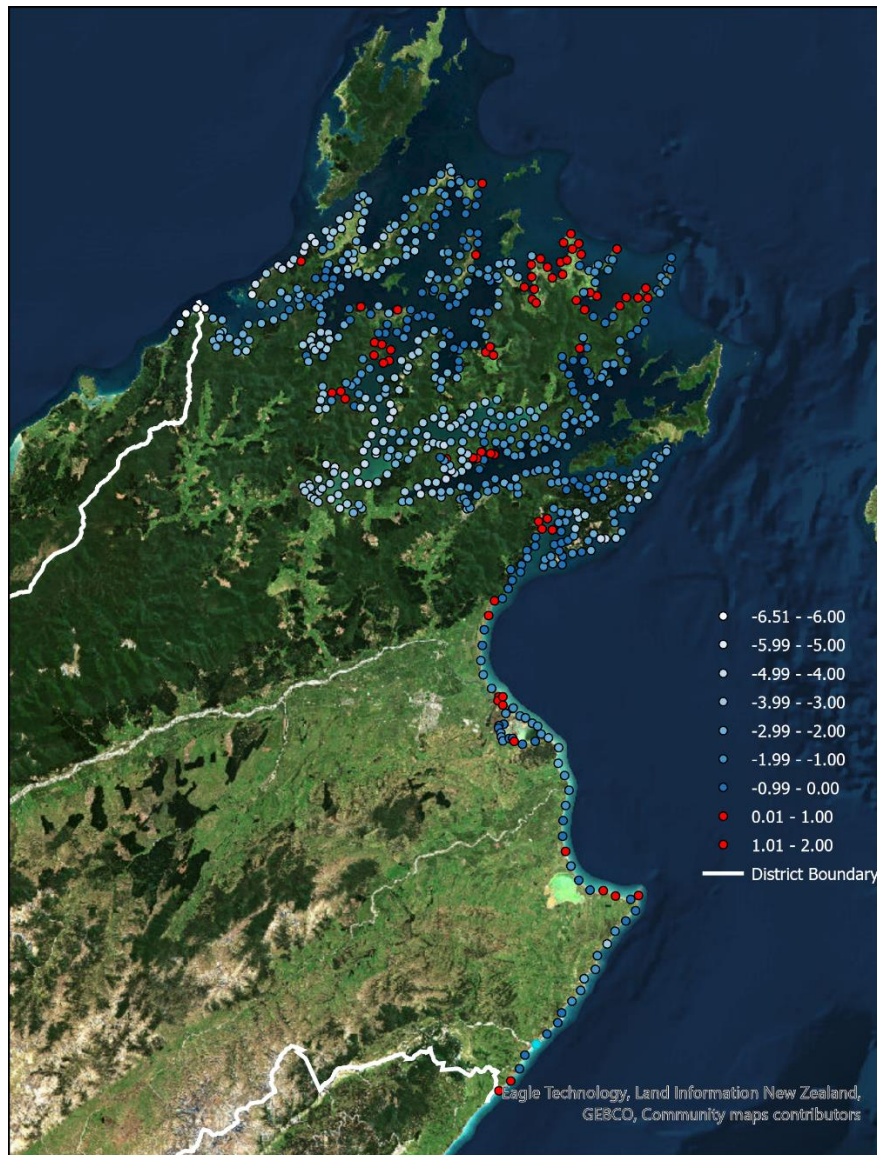 -6.51 - -6.00
-5.99 - -5.00
-4.99 - -4.00
-3.99 - -3.00
-2.99 - -2.00
-1.99 - -1.00
-0.99 - 0.00
0.01 - 1.00
1.01 - 2.00
District Boundary
Eagle Technology, Land Information New Zealand,
GEBCO, Community maps contributors